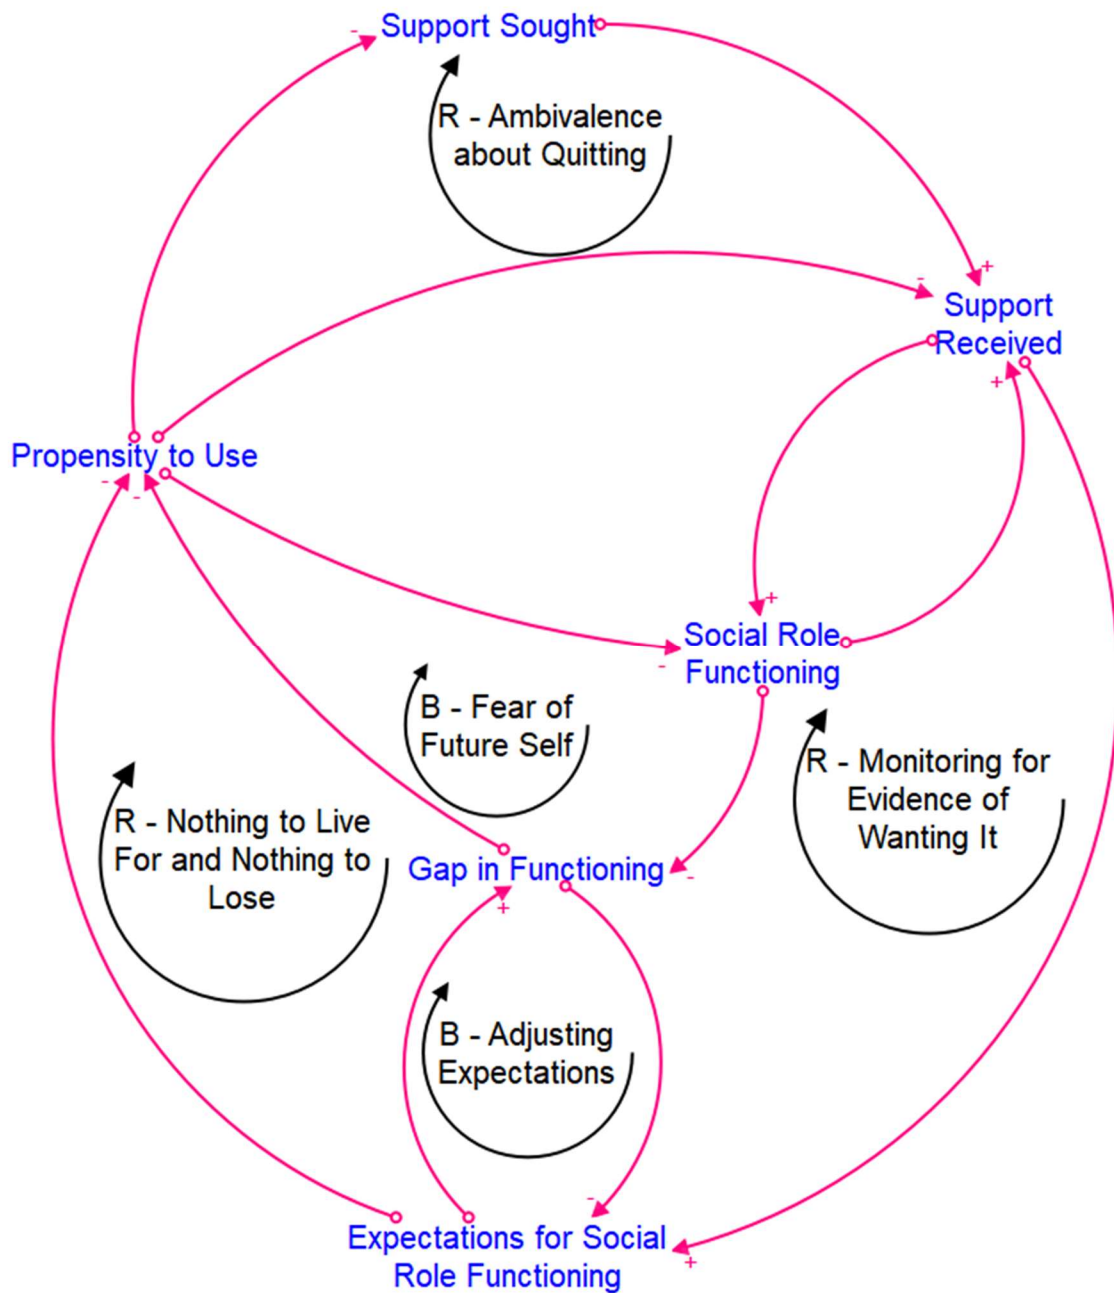 Support Sought
-
R - Ambivalence
about Quitting
+
-
Support
Received
+
Propensity to Use
-
-
+
Social Role
Functioning
-
B - Fear of
Future Self
R - Monitoring for
Evidence of
Wanting It
R - Nothing to Live
For and Nothing to
Lose
Gap in Functioning
-
+
B - Adjusting
Expectations
-
Expectations for Social
Role Functioning
+